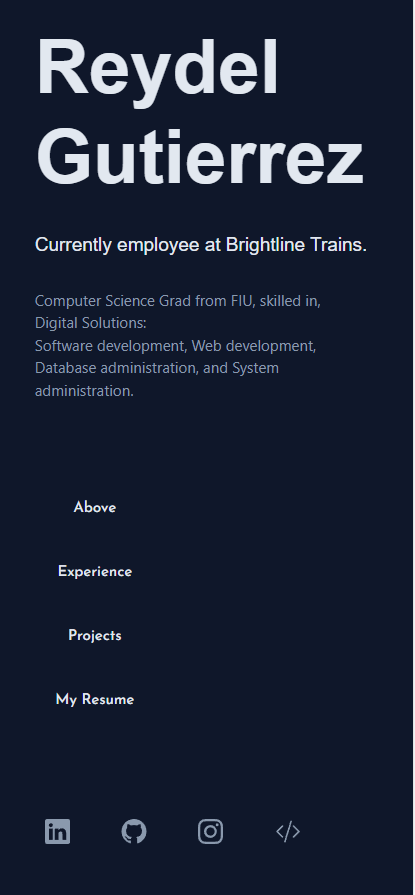 Reydel
Gutierrez
Currently employee at Brightline Trains.
Computer Science Grad from FIU, skilled in,
Digital Solutions:
Software development, Web development,
Database administration, and System
administration.
Above
Experience
Projects
My Resume